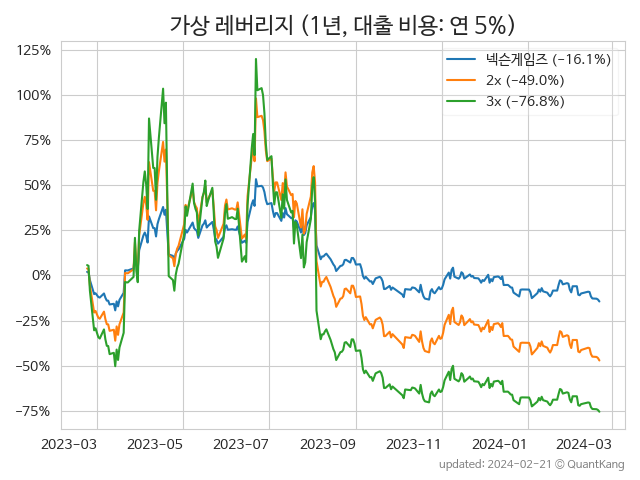 가상 레버리지 (1년, 대출 비용: 연 5%)
넥슨게임즈 (-16.1%)
2x (-49.0%)
3x (-76.8%)
125%
100%
75%
50%
25%
0%
-25%
-50%
-75%
2023-03 2023-05 2023-07 2023-09 2023-11 2024-01 2024-03
updated: 2024-02-21 © QuantKang